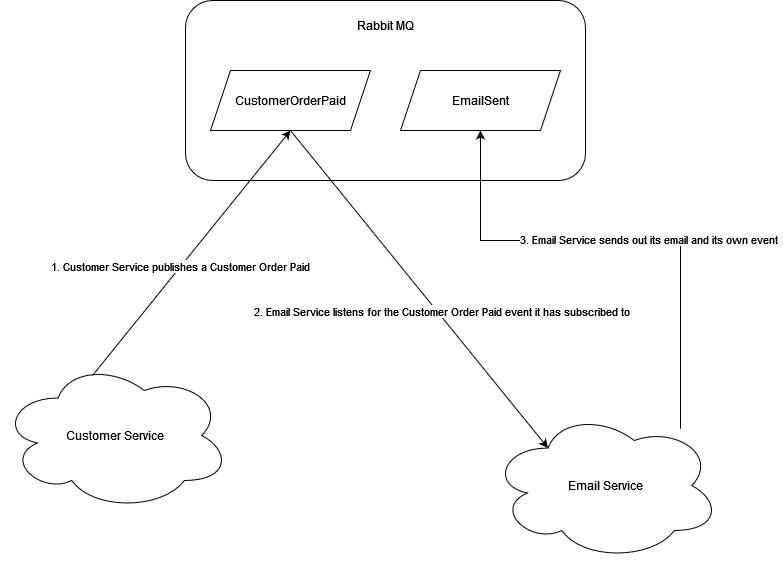 Rabbit MQ
CustomerOrderPaid
EmailSent
3. Email Service sends out its email and its own event
1. Customer Service publishes a Customer Order Paid
2. Email Service listens for the Customer Order Paid event it has subscribed to
Customer Service
Email Service